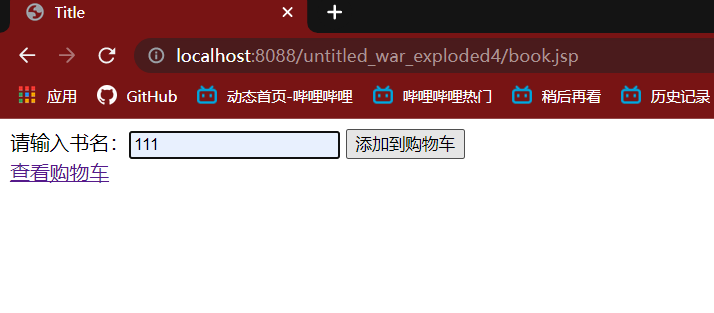 Title
localhost:8088/untitled_war_exploded4/book.jsp
应用 GitHub 动态首页-哔哩哔哩 哔哩哔哩热门 稍后再看 历史记录
请输入书名： 111 添加到购物车
查看购物车